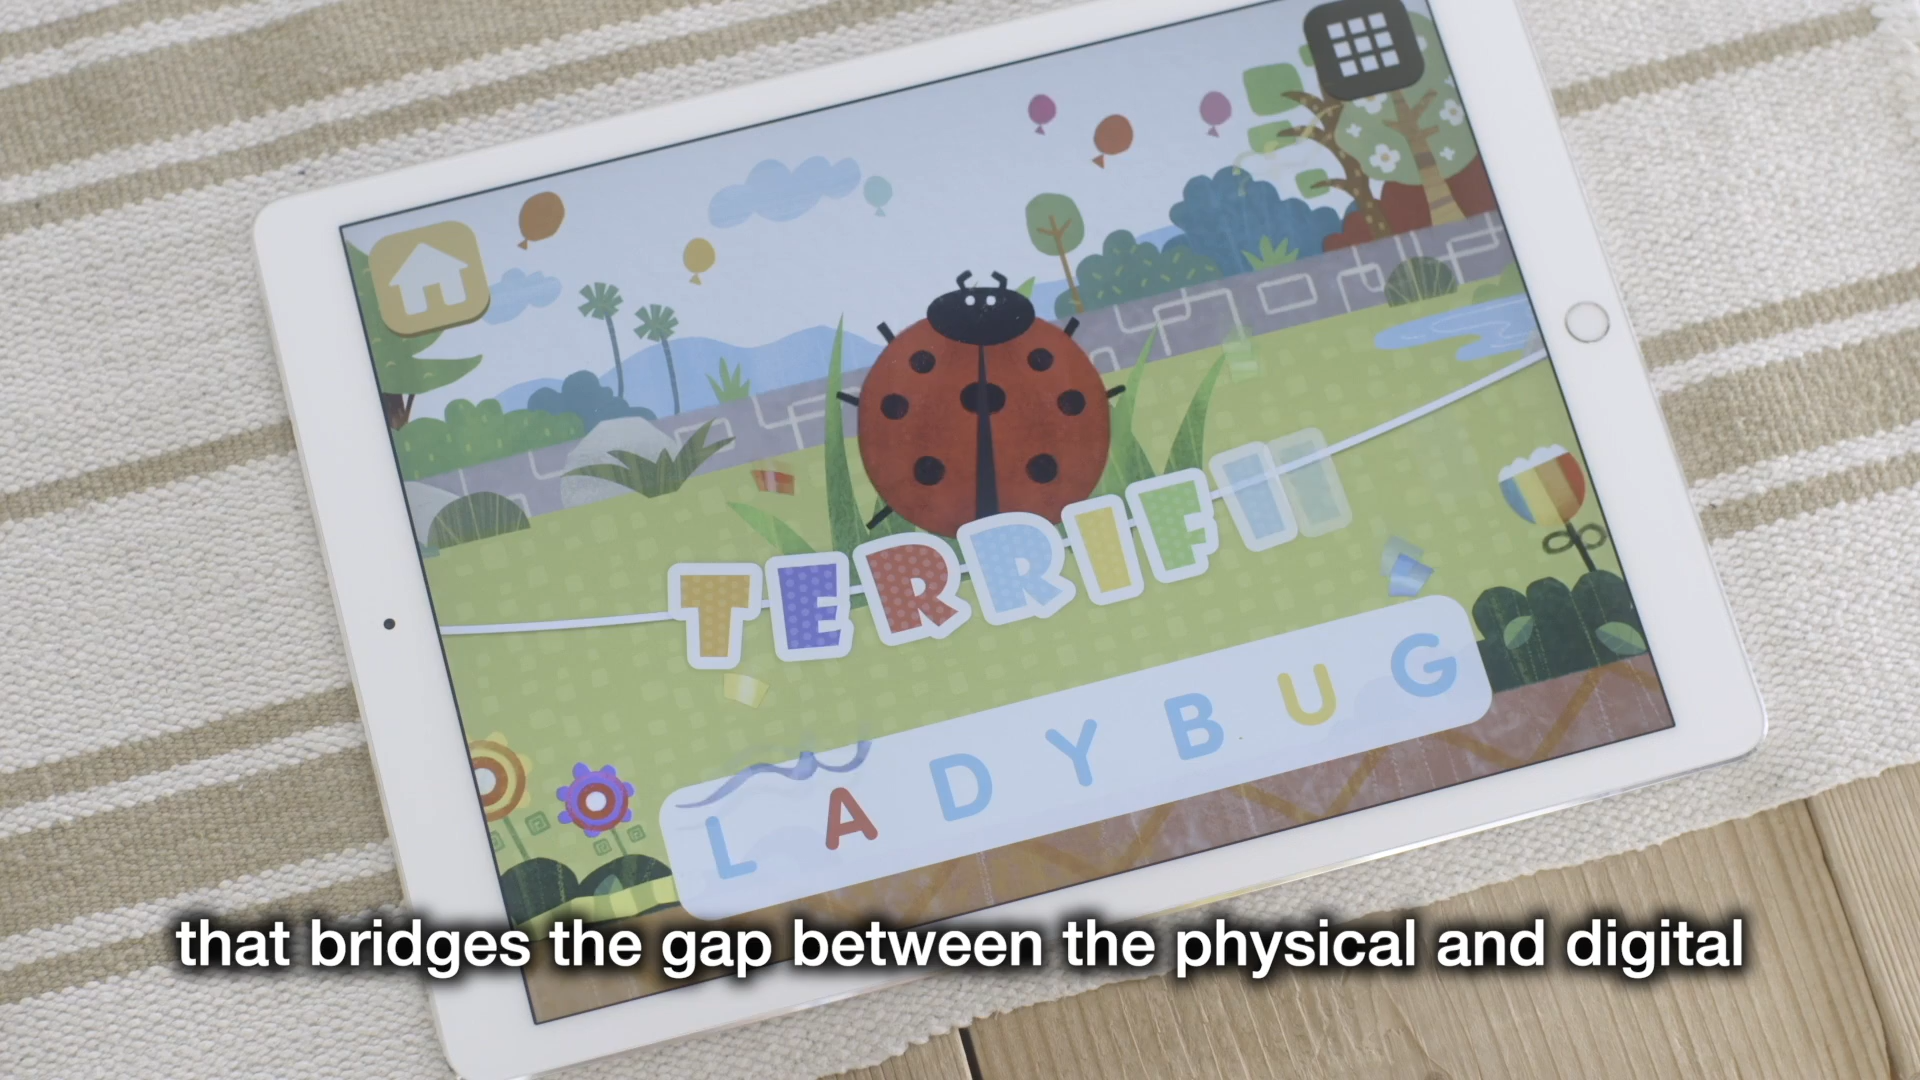 TERRIFI
LADYBUG
that bridges the gap between the physical and digital